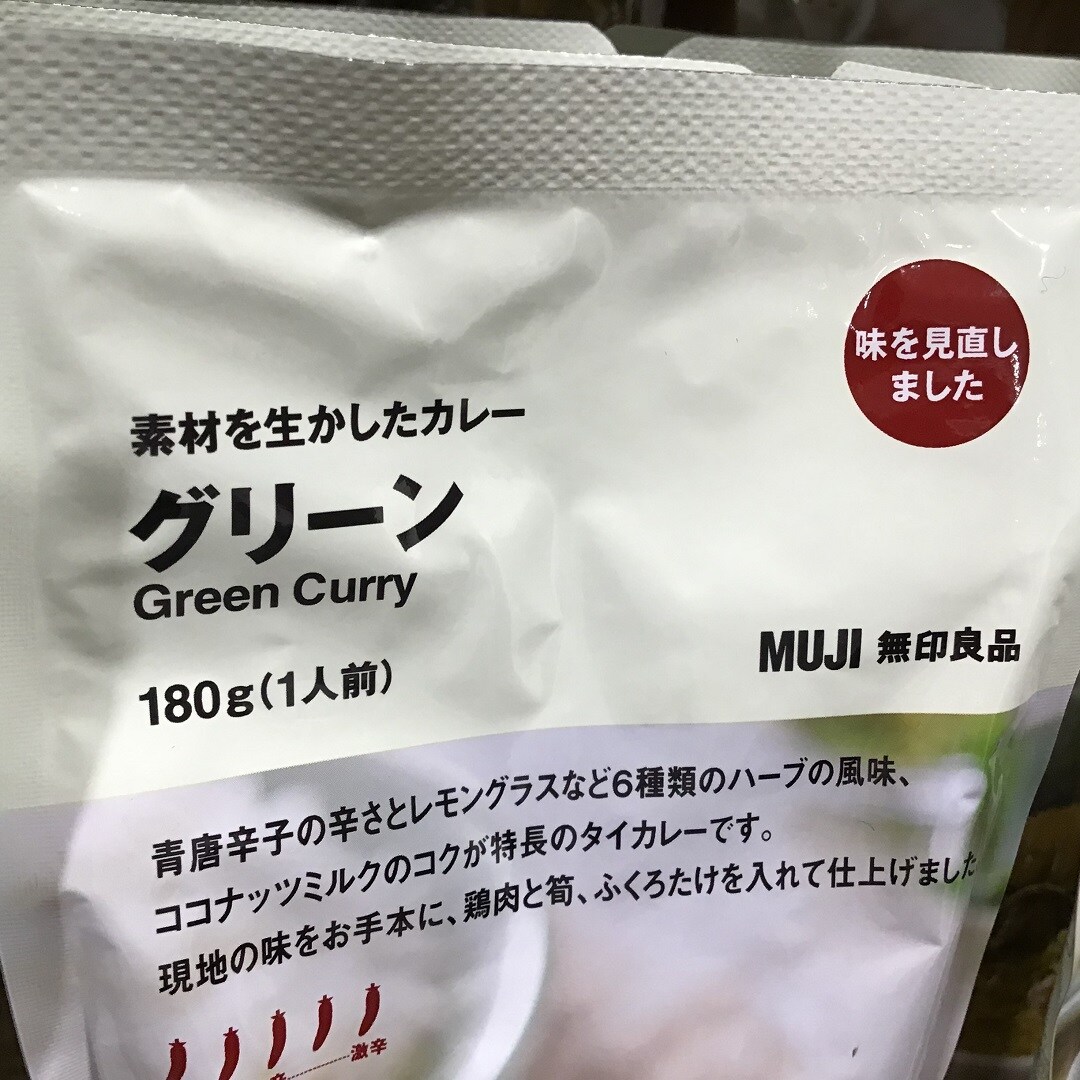 味を見直し
ました
素材を生かしたカレー
グリーン
Green Curry
180g(1人前)
MUJI 無印良品
青唐辛子の辛さとレモングラスなど6種類のハーブの風味、
ココナッツミルクのコクが特長のタイカレーです。
現地の味をお手本に、鶏肉と筍、ふくろたけを入れて仕上げました
激辛